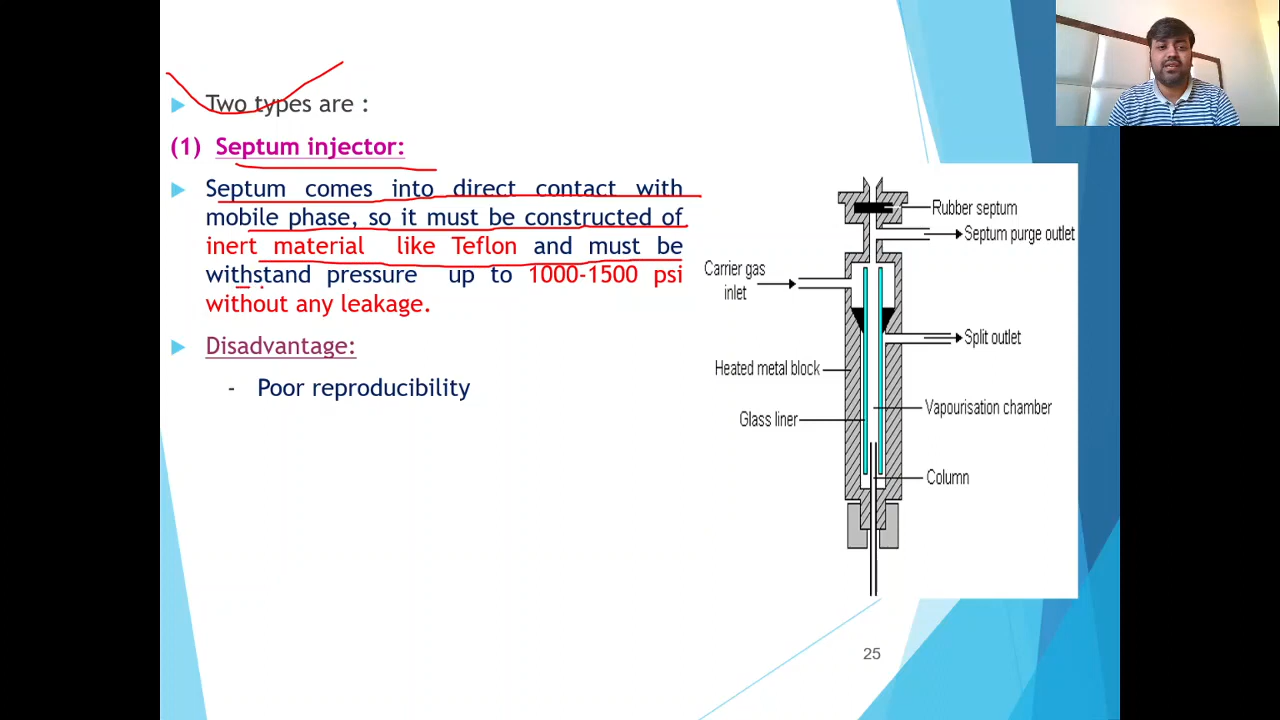 Two types are :
(1) Septum injector:
Septum comes into direct contact with
mobile phase, so it must be constructed of
inert material like Teflon and must be
withstand pressure up to 1000-1500 psi
without any leakage.
Disadvantage:
- Poor reproducibility
Rubber septum
Septum purge outlet
Carrier gas
inlet
Split outlet
Heated metal block
Vapourisation chamber
Glass liner
Column
25